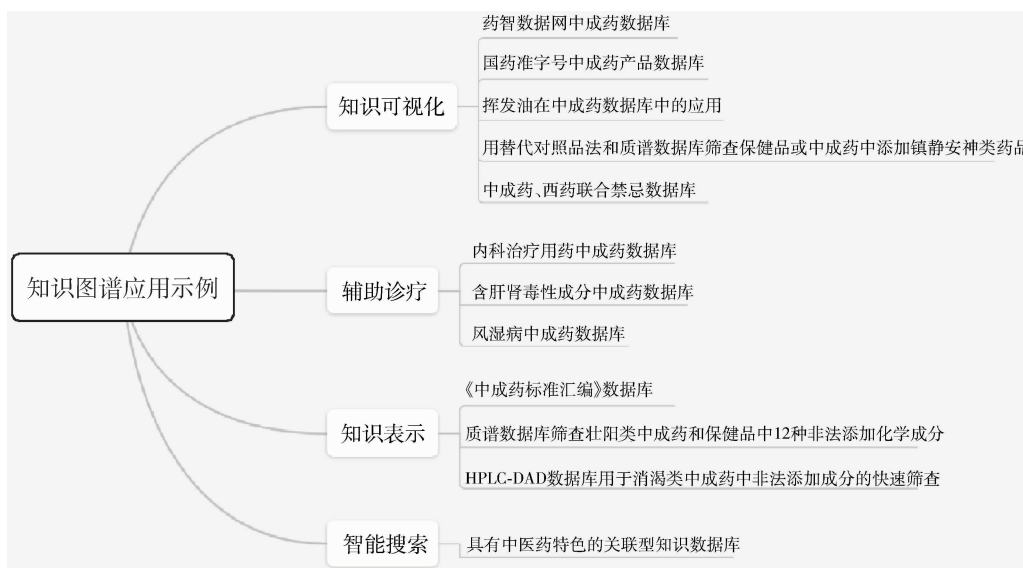 知识图谱应用示例
知识可视化
药智数据网中成药数据库
国药准字号中成药产品数据库
挥发油在中成药数据库中的应用
用替代对照品法和质谱数据库筛查保健品或中成药中添加镇静安神类药品
中成药、西药联合禁忌数据库
辅助诊疗
内科治疗用药中成药数据库
含肝肾毒性成分中成药数据库
风湿病中成药数据库
知识表示
《中成药标准汇编》数据库
质谱数据库筛查壮阳类中成药和保健品中12种非法添加化学成分
HPLC-DAD数据库用于消渴类中成药中非法添加成分的快速筛查
智能搜索
具有中医药特色的关联型知识数据库